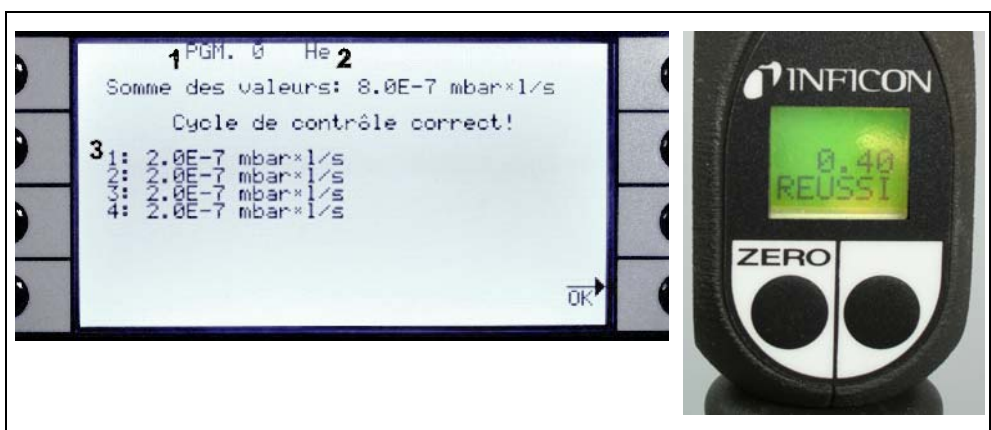 1 PGM. 0 He 2
Somme des valeurs: 8.0E-7 mbar×l/s
Cycle de contrôle correct!
3 1: 2.0E-7 mbar×l/s
2: 2.0E-7 mbar×l/s
3: 2.0E-7 mbar×l/s
4: 2.0E-7 mbar×l/s
OK
INFICON
0.40
REUSSI
ZERO